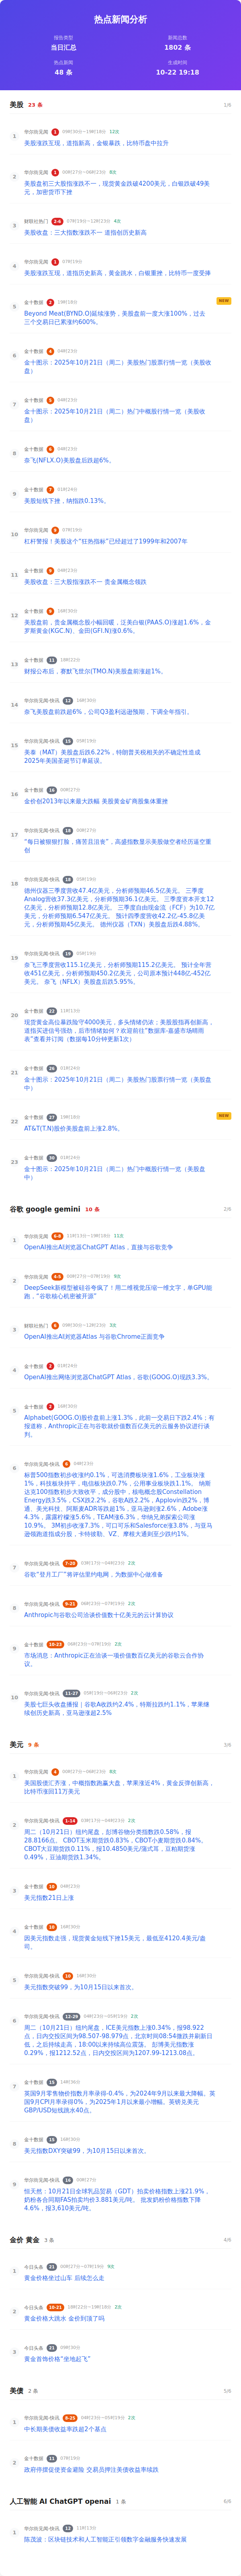 热点新闻分析
报告类型
新闻总数
当日汇总
1802 条
热点新闻
生成时间
48 条
10-22 19:18
美股 23 条 1/6
1 华尔街见闻 1 09时30分~19时18分 12次
美股涨跌互现，道指新高，金银暴跌，比特币盘中拉升
2 华尔街见闻 1 00时27分~06时23分 8次
美股盘初三大股指涨跌不一，现货黄金跌破4200美元，白银跌破49美
元，加密货币下挫
3 财联社热门 2-6 07时19分~12时23分 4次
美股收盘：三大指数涨跌不一 道指创历史新高
4 华尔街见闻 1 07时19分
美股涨跌互现，道指历史新高，黄金跳水，白银重挫，比特币一度受捧
5 金十数据 2 19时18分 NEW
Beyond Meat(BYND.O)延续涨势，美股盘前一度大涨100%，过去
三个交易日已累涨约600%。
6 金十数据 4 04时23分
金十图示：2025年10月21日（周二）美股热门股票行情一览（美股收
盘）
7 金十数据 5 04时23分
金十图示：2025年10月21日（周二）热门中概股行情一览（美股收
盘）
8 金十数据 6 04时23分
奈飞(NFLX.O)美股盘后跌超6%。
9 金十数据 7 01时24分
美股短线下挫，纳指跌0.13%。
10 华尔街见闻 9 07时19分
杠杆警报！美股这个“狂热指标”已经超过了1999年和2007年
11 金十数据 9 04时23分
美股收盘：三大股指涨跌不一 贵金属概念领跌
12 金十数据 9 16时30分
美股盘前，贵金属概念股小幅回暖，泛美白银(PAAS.O)涨超1.6%，金
罗斯黄金(KGC.N)、金田(GFI.N)涨0.6%。
13 金十数据 11 18时22分
财报公布后，赛默飞世尔(TMO.N)美股盘前涨超1%。
14 华尔街见闻-快讯 12 16时30分
奈飞美股盘前跌超6%，公司Q3盈利远逊预期，下调全年指引。
15 华尔街见闻-快讯 15 05时19分
美泰（MAT）美股盘后跌6.22%，特朗普关税相关的不确定性造成
2025年美国圣诞节订单延误。
16 金十数据 16 00时27分
金价创2013年以来最大跌幅 美股黄金矿商股集体重挫
17 华尔街见闻 18 00时27分
“每日被狠狠打脸，痛苦且沮丧”，高盛指数显示美股做空者经历逼空重
创
18 华尔街见闻-快讯 18 05时19分
德州仪器三季度营收47.4亿美元，分析师预期46.5亿美元。 三季度
Analog营收37.3亿美元，分析师预期36.1亿美元。 三季度资本开支12
亿美元，分析师预期12.8亿美元。 三季度自由现金流（FCF）为10.7亿
美元，分析师预期6.547亿美元。 预计四季度营收42.2亿-45.8亿美
元，分析师预期45亿美元。 德州仪器（TXN）美股盘后跌4.88%。
19 华尔街见闻-快讯 19 05时19分
奈飞三季度营收115.1亿美元，分析师预期115.2亿美元。 预计全年营
收451亿美元，分析师预期450.2亿美元，公司原本预计448亿-452亿
美元。 奈飞（NFLX）美股盘后跌5.95%。
20 金十数据 22 11时13分
现货黄金高位暴跌险守4000美元，多头情绪仍浓；美美股股指再创新高，
道指买进信号强劲，后市情绪如何？欢迎前往"数据库-嘉盛市场晴雨
表"查看并订阅（数据每10分钟更新1次）
21 金十数据 26 01时24分
金十图示：2025年10月21日（周二）美股热门股票行情一览（美股盘
中）
22 金十数据 27 19时18分 NEW
AT&T(T.N)股价美股盘前上涨2.8%。
23 金十数据 30 01时24分
金十图示：2025年10月21日（周二）热门中概股行情一览（美股盘
中）
谷歌 google gemini 10 条 2/6
1 华尔街见闻 6-8 10时13分~19时18分 11次
OpenAI推出AI浏览器ChatGPT Atlas，直接与谷歌竞争
2 华尔街见闻 4-5 00时27分~07时19分 9次
DeepSeek新模型被硅谷夸疯了！用二维视觉压缩一维文字，单GPU能
跑，“谷歌核心机密被开源”
3 财联社热门 6 09时30分~12时23分 3次
OpenAI推出AI浏览器Atlas 与谷歌Chrome正面竞争
4 金十数据 2 01时24分
OpenAI推出网络浏览器ChatGPT Atlas，谷歌(GOOG.O)现跌3.3%。
5 金十数据 2 16时30分
Alphabet(GOOG.O)股价盘前上涨1.3%，此前一交易日下跌2.4%；有
报道称，Anthropic正在与谷歌就价值数百亿美元的云服务协议进行谈
判。
6 华尔街见闻-快讯 6 04时23分
标普500指数初步收涨约0.1%，可选消费板块涨1.6%，工业板块涨
1%，科技板块持平，电信板块跌0.7%，公用事业板块跌1.1%。 纳斯
达克100指数初步大致收平，成分股中，核电概念股Constellation
Energy跌3.5%，CSX跌2.2%，谷歌A跌2.2%，Applovin跌2%，博
通、美光科技、阿斯麦ADR等跌超1%，亚马逊则涨2.6%，Adobe涨
4.3%，露露柠檬涨5.6%，TEAM涨6.3%，华纳兄弟探索公司涨
10.9%。 3M初步收涨7.3%，可口可乐和Salesforce涨3.8%，与亚马
逊领跑道指成分股，卡特彼勒、VZ、摩根大通则至少跌约1%。
7 华尔街见闻-快讯 7-20 03时17分~04时23分 2次
谷歌“登月工厂”将评估里约电网，为数据中心做准备
8 华尔街见闻-快讯 9-21 06时23分~07时19分 2次
Anthropic与谷歌公司洽谈价值数十亿美元的云计算协议
9 金十数据 10-23 06时23分~07时19分 2次
市场消息：Anthropic正在洽谈一项价值数百亿美元的谷歌云合作协
议。
10 华尔街见闻-快讯 11-27 05时19分~06时23分 2次
美股七巨头收盘播报｜谷歌A收跌约2.4%，特斯拉跌约1.1%，苹果继
续创历史新高，亚马逊涨超2.5%
美元 9 条 3/6
1 华尔街见闻 4 00时27分~06时23分 8次
美国股债汇齐涨，中概指数跑赢大盘，苹果涨近4%，黄金反弹创新高，
比特币涨回11万美元
2 华尔街见闻-快讯 1-14 03时17分~04时23分 2次
周二（10月21日）纽约尾盘，彭博谷物分类指数跌0.58%，报
28.8166点。 CBOT玉米期货跌0.83%，CBOT小麦期货跌0.84%。
CBOT大豆期货跌0.11%，报10.4850美元/蒲式耳，豆粕期货涨
0.49%，豆油期货跌1.34%。
3 金十数据 10 04时23分
美元指数21日上涨
4 金十数据 10 16时30分
因美元指数走强，现货黄金短线下挫15美元，最低至4120.4美元/盎
司。
5 华尔街见闻-快讯 10 16时30分
美元指数突破99，为10月15日以来首次。
6 华尔街见闻-快讯 12-29 04时23分~05时19分 2次
周二（10月21日）纽约尾盘，ICE美元指数上涨0.34%，报98.922
点，日内交投区间为98.507-98.979点，北京时间08:54微跌并刷新日
低，之后持续走高，18:00以来持续高位震荡。 彭博美元指数涨
0.29%，报1212.52点，日内交投区间为1207.99-1213.08点。
7 金十数据 15 14时36分
英国9月零售物价指数月率录得-0.4%，为2024年9月以来最大降幅。英
国9月CPI月率录得0%，为2025年1月以来最小增幅。英镑兑美元
GBP/USD短线跳水40点。
8 金十数据 15 16时30分
美元指数DXY突破99，为10月15日以来首次。
9 华尔街见闻-快讯 16 00时27分
恒天然：10月21日全球乳品贸易（GDT）拍卖价格指数上涨21.9%，
奶粉各合同期FAS拍卖均价3.881美元/吨。 批发奶粉价格指数下降
4.6%，报3,610美元/吨。
金价 黄金 3 条 4/6
1 今日头条 21 00时27分~07时19分 6次
黄金价格坐过山车 后续怎么走
2 今日头条 16-21 18时22分~19时18分 2次
黄金价格大跳水 金价到顶了吗
3 今日头条 21 09时30分
黄金首饰价格“坐地起飞”
美债 2 条 5/6
1 华尔街见闻-快讯 8-21 04时23分~05时19分 2次
中长期美债收益率跌超2个基点
2 金十数据 11 07时19分
政府停摆促使资金避险 交易员押注美债收益率续跌
人工智能 AI ChatGPT openai 1 条 6/6
1 华尔街见闻-快讯 12 11时13分
陈茂波：区块链技术和人工智能正引领数字金融服务快速发展